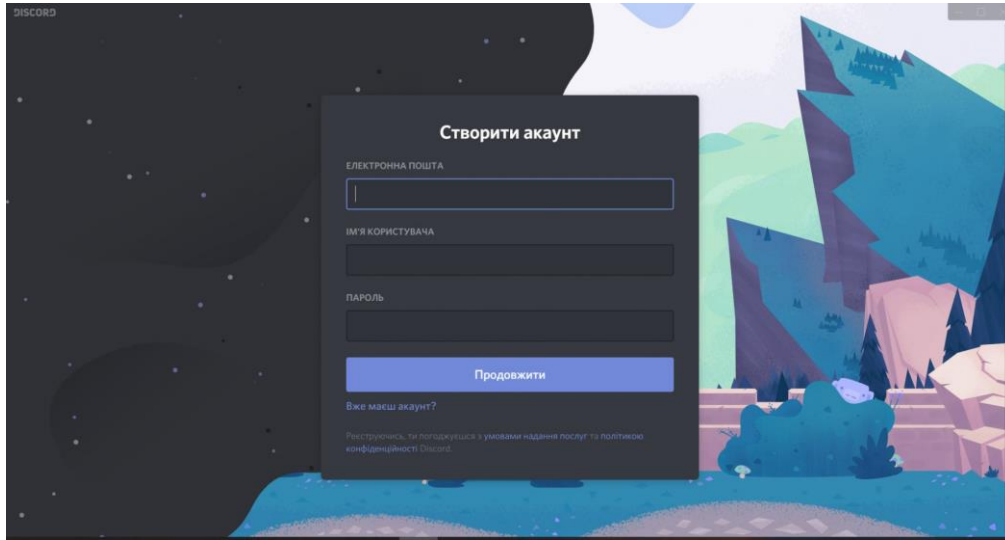 DISCORD
Створити акаунт
ЕЛЕКТРОННА ПОШТА
ІМ'Я КОРИСТУВАЧА
ПАРОЛЬ
Продовжити
Вже маєш акаунт?
Реєструючись, ти погоджуєшся з умовами надання послуг та політикою
конфіденційності Discord.